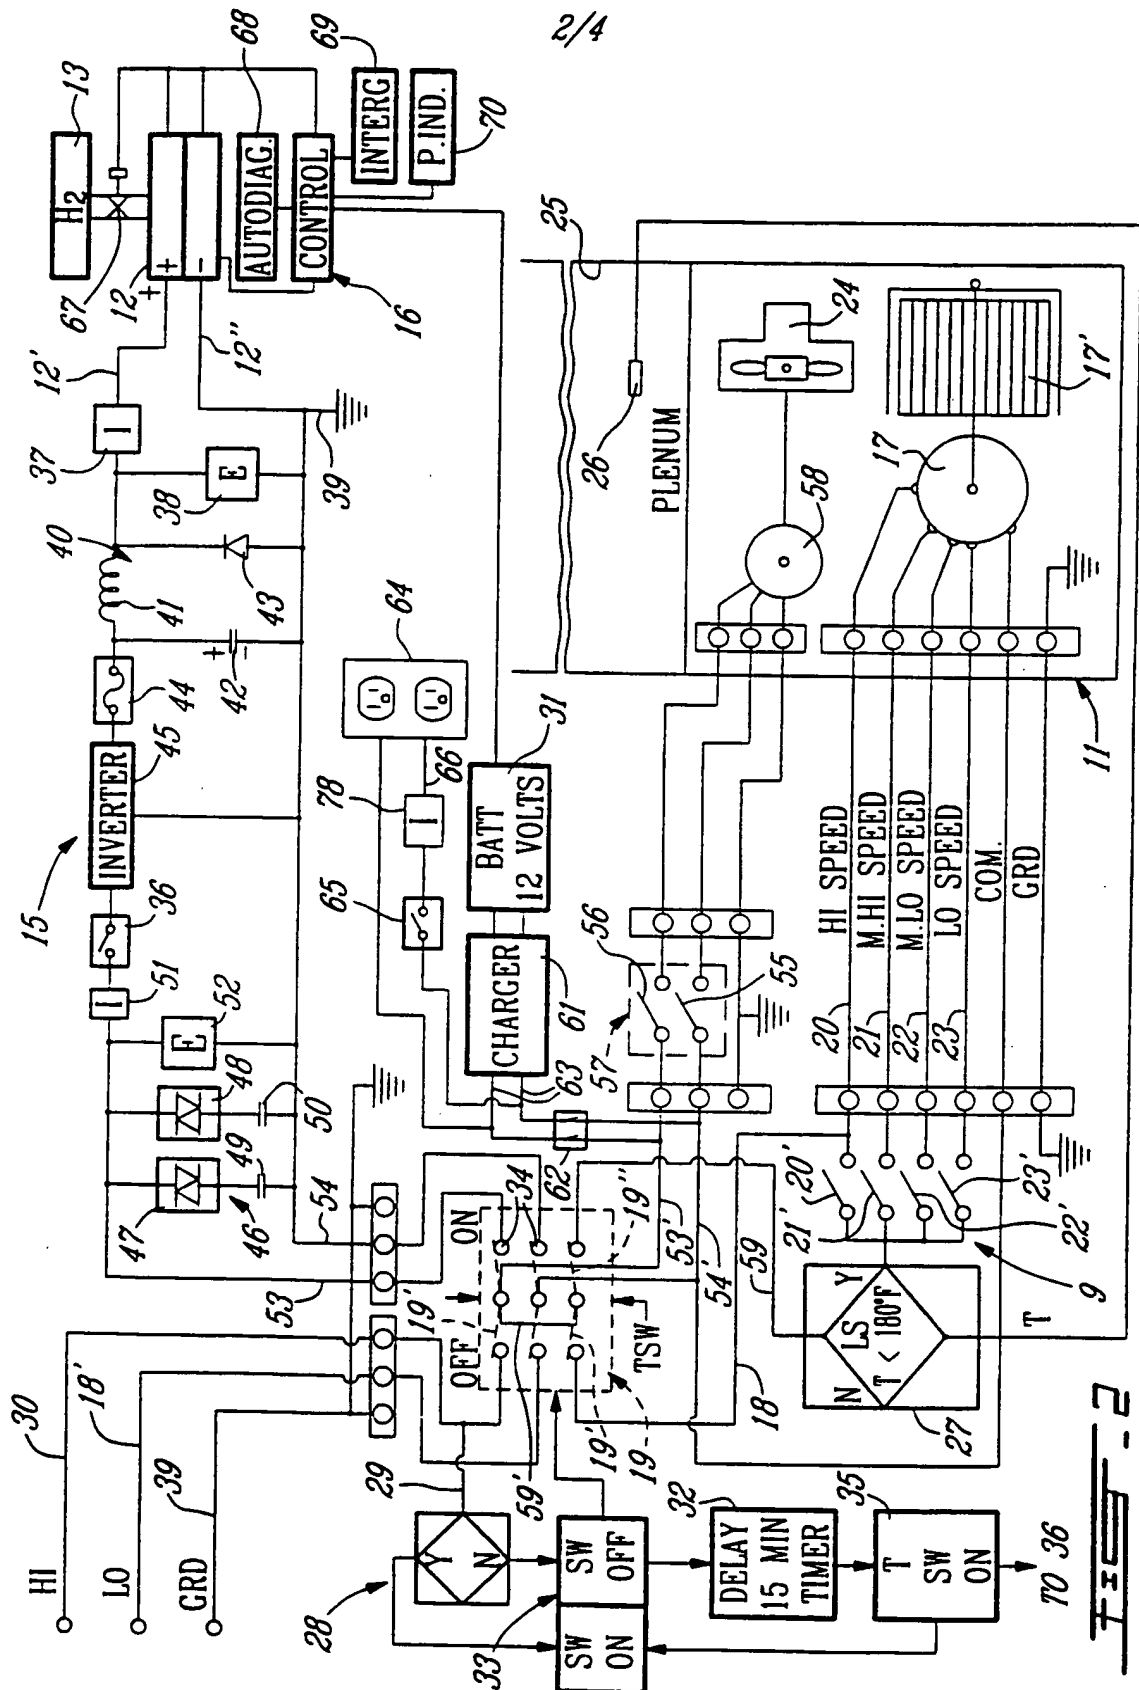 2/4
HI
LO
GRD
30
18'
39
29
28
Y
N
SW ON
SW OFF
33
DELAY
15 MIN
TIMER
32
T
SW
ON
35
TO 36
15
53
54
47
46
49
48
50
E
52
I
51
36
INVERTER
45
44
+
-
42
41
40
43
E
38
I
37
12'
12"
39
+
12
+
-
67
H2
13
AUTODIAG.
68
CONTROL
16
INTERG
69
P.IND.
70
OFF
ON
19'
34
19"
TSW
59'
19'
19
62
63
CHARGER
61
BATT
12 VOLTS
31
65
I
78
66
64
53'
54'
59
18
57
56
55
N
LS
Y
T < 180°F
27
T
9
20'
21'
22'
23'
20
HI SPEED
21
M.HI SPEED
22
M.LO SPEED
23
LO SPEED
COM.
GRD
11
PLENUM
25
26
24
58
17
17'
FIG-2